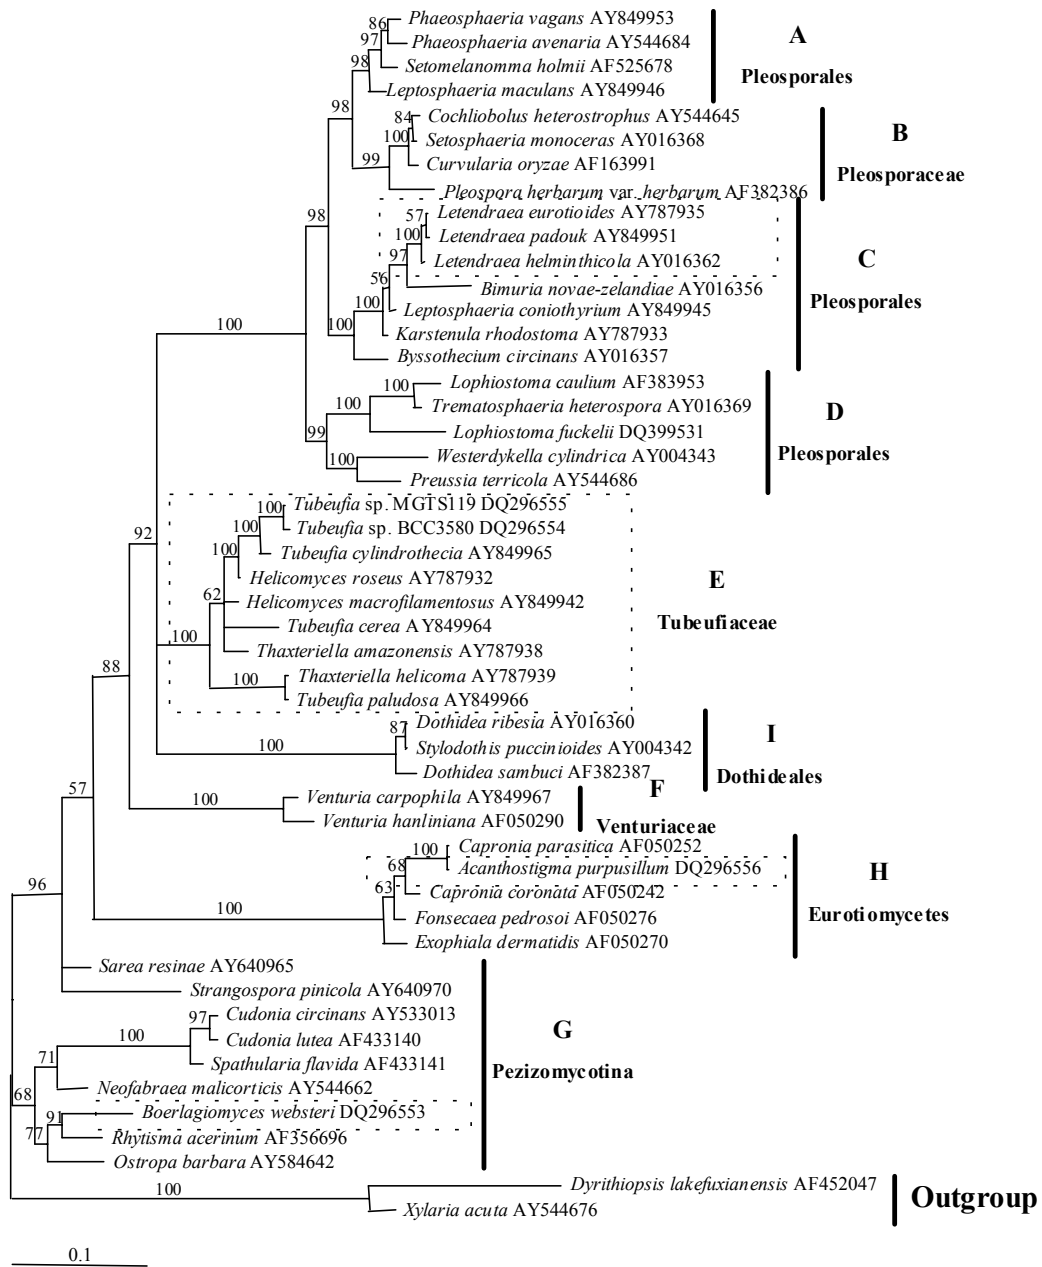 86 Phaeosphaeria vagans AY849953
97 Phaeosphaeria avenaria AY544684
A
98 Setomelanomma holmii AF525678
Pleosporales
Leptosphaeria maculans AY849946
98
84 Cochliobolus heterostrophus AY544645
100 Setosphaeria monoceras AY016368
B
99 Curvularia oryzae AF163991
Pleosporaceae
Pleospora herbarum var. herbarum AF382386
98
57 Letendraea eurotioides AY787935
100 Letendraea padouk AY849951
97 Letendraea helminthicola AY016362
C
56 Bimuria novae-zelandiae AY016356
Pleosporales
100 Leptosphaeria coniothyrium AY849945
100 Karstenula rhodostoma AY787933
100
Byssothecium circinans AY016357
100 Lophiostoma caulium AF383953
100 Trematosphaeria heterospora AY016369
D
99 Lophiostoma fuckelii DQ399531
Pleosporales
100 Westerdykella cylindrica AY004343
Preussia terricola AY544686
100 Tubeufia sp. MGTS119 DQ296555
92 100 Tubeufia sp. BCC3580 DQ296554
100 Tubeufia cylindrothecia AY849965
Helicomyces roseus AY787932
E
62 Helicomyces macrofilamentosus AY849942
Tubeufiaceae
Tubeufia cerea AY849964
100 Thaxteriella amazonensis AY787938
88 100 Thaxteriella helicoma AY787939
Tubeufia paludosa AY849966
87 Dothidea ribesia AY016360
I
100 Stylodothis puccinioides AY004342
Dothideales
Dothidea sambuci AF382387
57 100 Venturia carpophila AY849967
F
Venturia hanliniana AF050290
Venturiaceae
100 Capronia parasitica AF050252
68 Acanthostigma purpusillum DQ296556
H
96 63 Capronia coronata AF050242
Eurotiomycetes
100 Fonsecaea pedrosoi AF050276
Exophiala dermatidis AF050270
Sarea resinae AY640965
Strangospora pinicola AY640970
97 Cudonia circinans AY533013
G
100 Cudonia lutea AF433140
71 Spathularia flavida AF433141
Pezizomycotina
68 Neofabraea malicorticis AY544662
91 Boerlagiomyces websteri DQ296553
77 Rhytisma acerinum AF356696
Ostropa barbara AY584642
100 Dyrithiopsis lakefuxianensis AF452047
Outgroup
Xylaria acuta AY544676
0.1